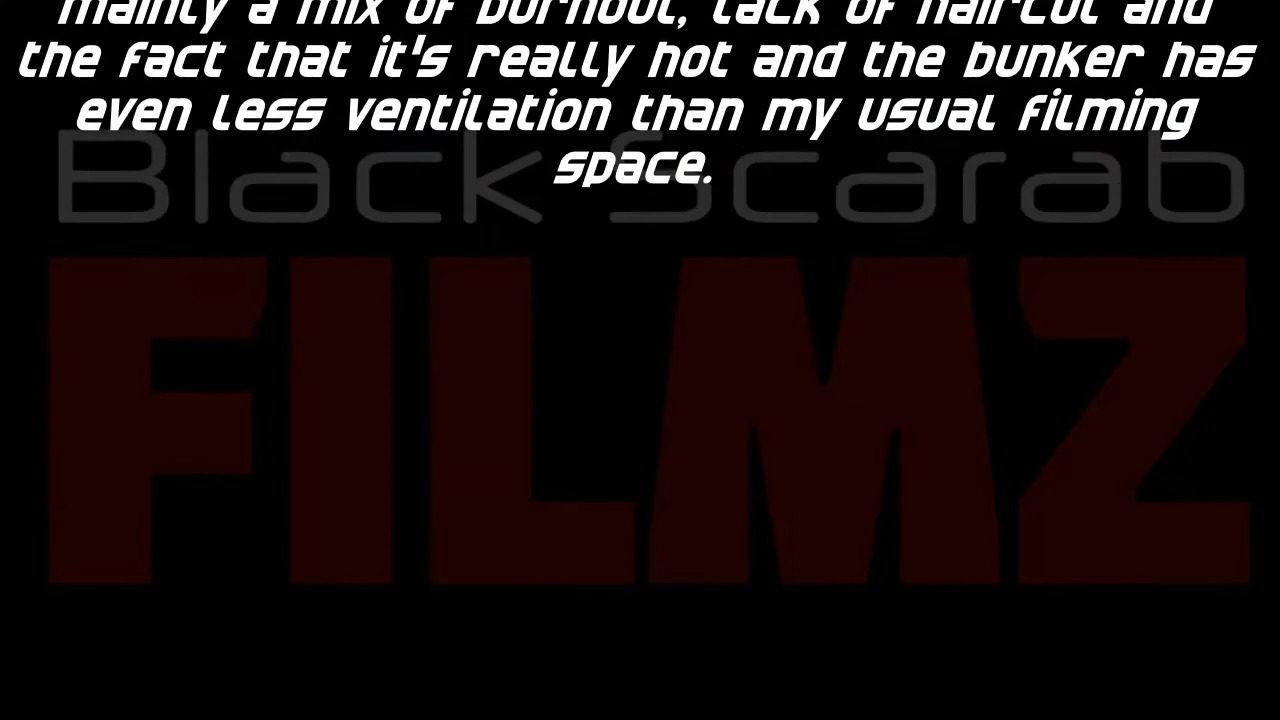 mainly a mix of burnout, lack of haircut and
the fact that it's really hot and the bunker has
even less ventilation than my usual filming
space.
Black Scarab
FILMZ